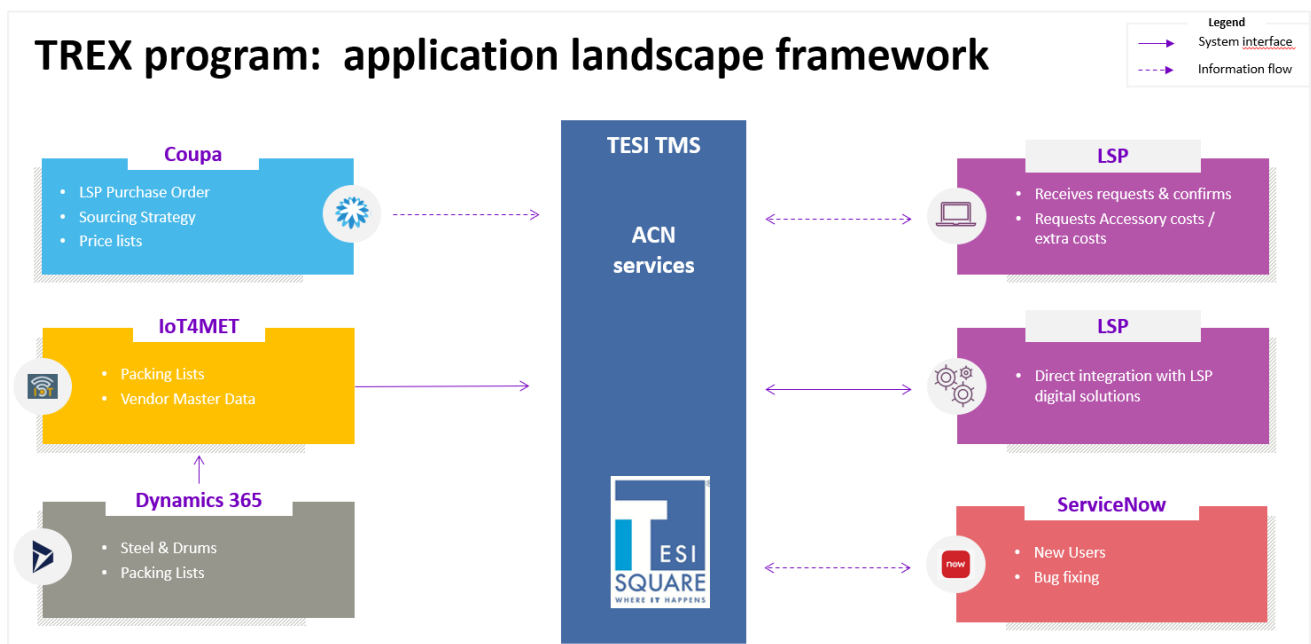 Legend
System interface
Information flow
TREX program:  application landscape framework
Coupa
• LSP Purchase Order
• Sourcing Strategy
• Price lists
IoT4MET
IOT
• Packing Lists
• Vendor Master Data
Dynamics 365
• Steel & Drums
• Packing Lists
TESI TMS
ACN
services
TESI
SQUARE
WHERE IT HAPPENS
LSP
• Receives requests & confirms
• Requests Accessory costs /
extra costs
LSP
• Direct integration with LSP
digital solutions
ServiceNow
now
• New Users
• Bug fixing